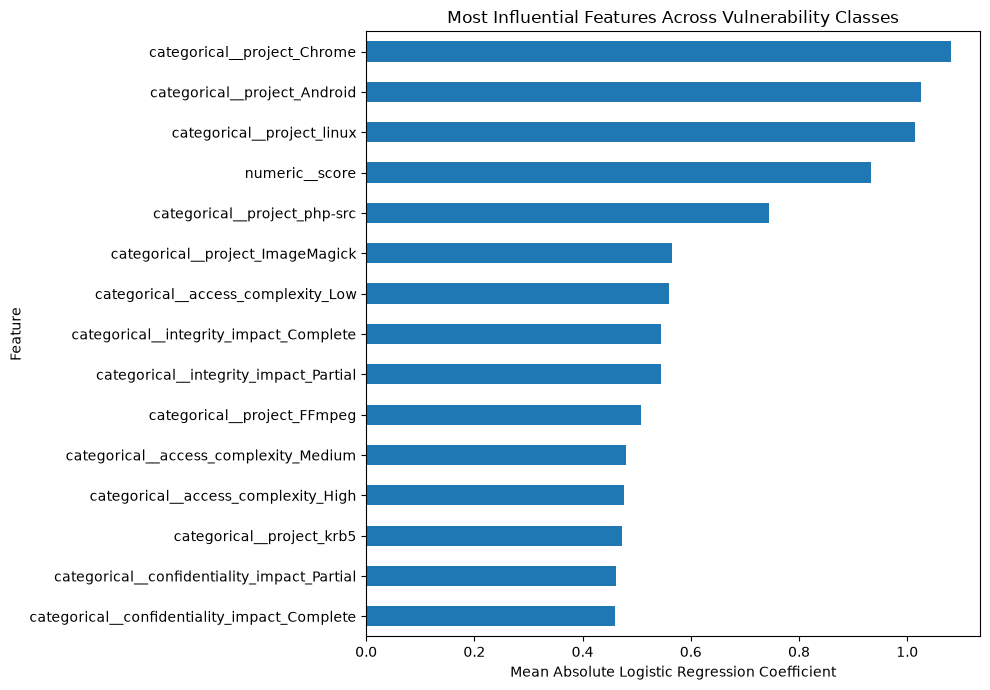 Most Influential Features Across Vulnerability Classes
categorical__project_Chrome
categorical__project_Android
categorical__project_linux
numeric__score
categorical__project_php-src
categorical__project_ImageMagick
categorical__access_complexity_Low
categorical__integrity_impact_Complete
categorical__integrity_impact_Partial
categorical__project_FFmpeg
categorical__access_complexity_Medium
categorical__access_complexity_High
categorical__project_krb5
categorical__confidentiality_impact_Partial
categorical__confidentiality_impact_Complete
Feature
0.0 0.2 0.4 0.6 0.8 1.0
Mean Absolute Logistic Regression Coefficient